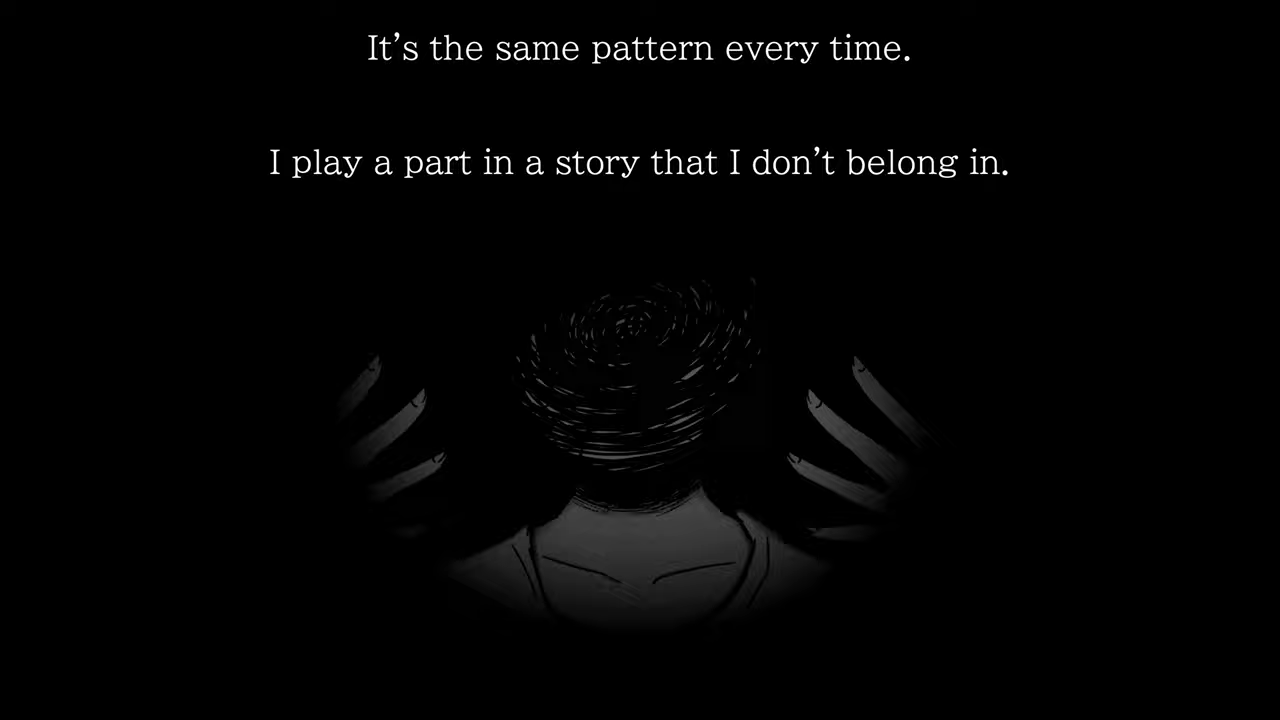 It’s the same pattern every time.
I play a part in a story that I don’t belong in.